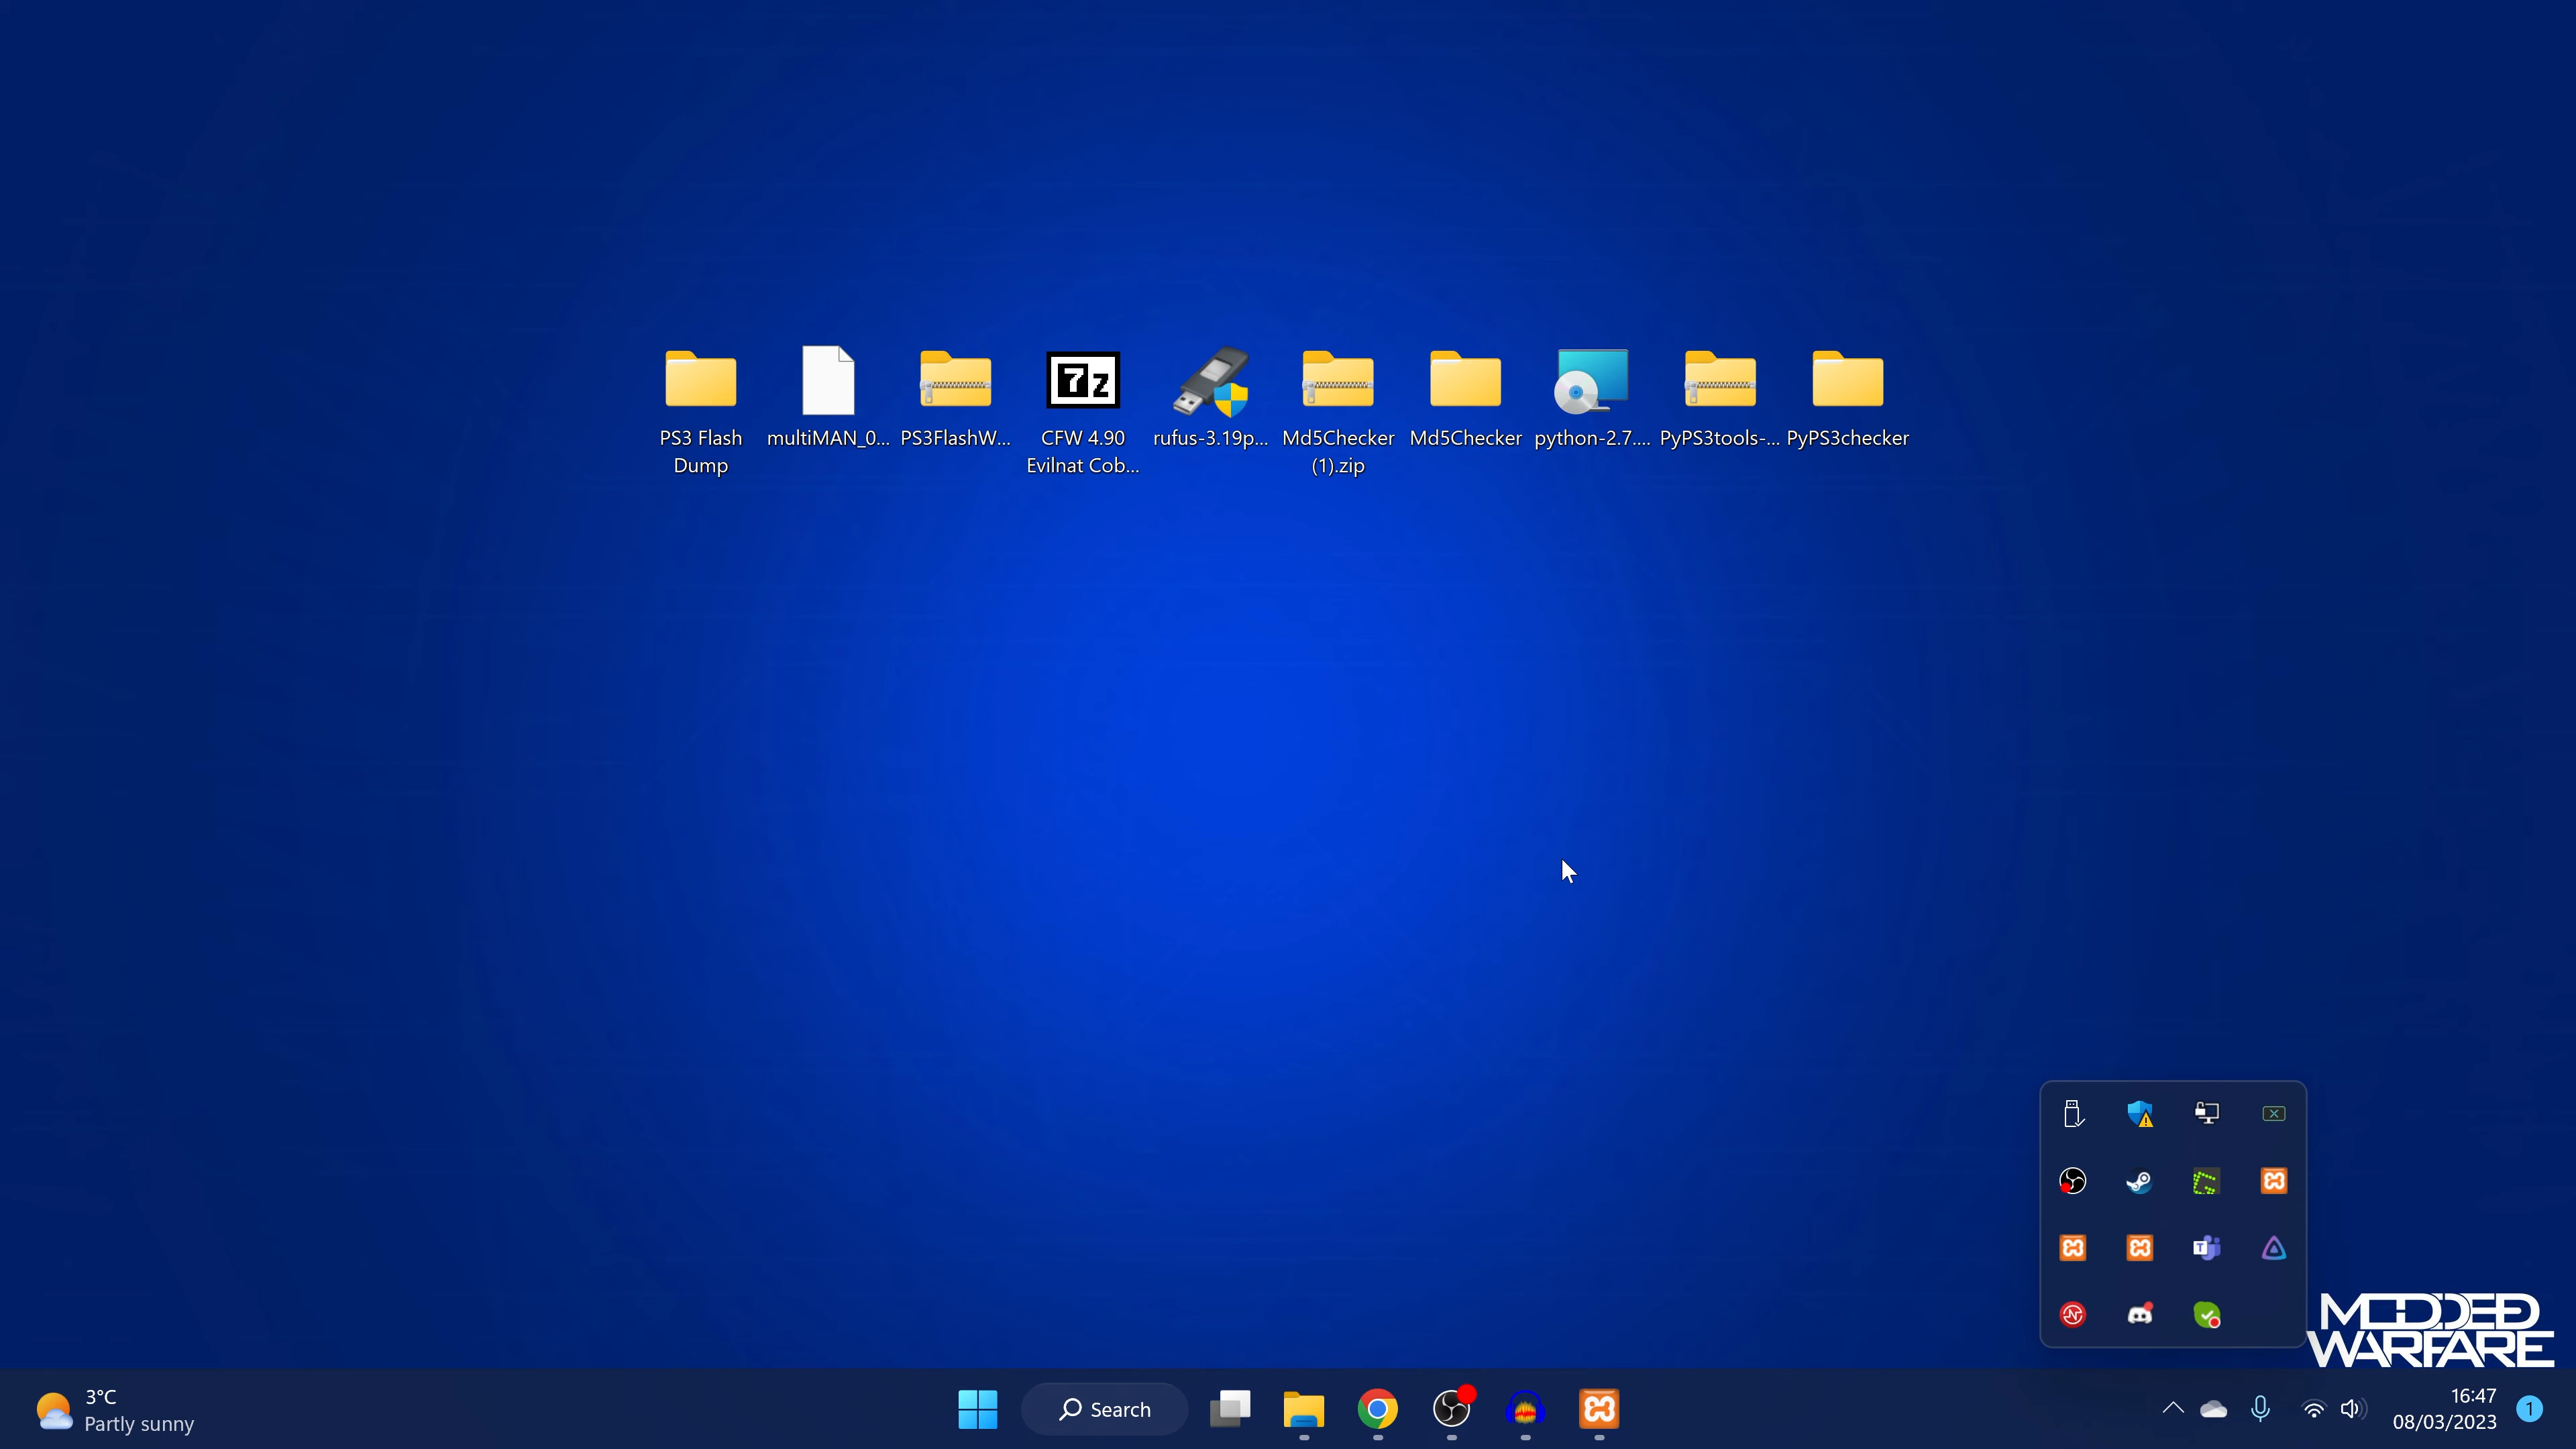 PS3 Flash
Dump
multiMAN_0...
PS3FlashW...
CFW 4.90
Evilnat Cob...
rufus-3.19p...
Md5Checker
(1).zip
Md5Checker
python-2.7....
PyPS3tools-...
PyPS3checker
7z
MODDED
WARFARE
3°C
Partly sunny
Search
16:47
08/03/2023
1